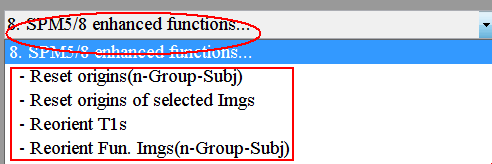 8. SPM5/8 enhanced functions...
8. SPM5/8 enhanced functions...
- Reset origins(n-Group-Subj)
- Reset origins of selected Imgs
- Reorient T1s
- Reorient Fun. Imgs(n-Group-Subj)